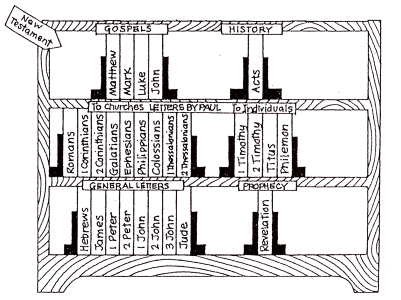 New
Testament
GOSPELS
HISTORY
Matthew
Mark
Luke
John
Acts
To Churches LETTERS BY PAUL To Individuals
Romans
1 Corinthians
2 Corinthians
Galatians
Ephesians
Philippians
Colossians
1 Thessalonians
2 Thessalonians
1 Timothy
2 Timothy
Titus
Philemon
GENERAL LETTERS
PROPHECY
Hebrews
James
1 Peter
2 Peter
1 John
2 John
3 John
Jude
Revelation